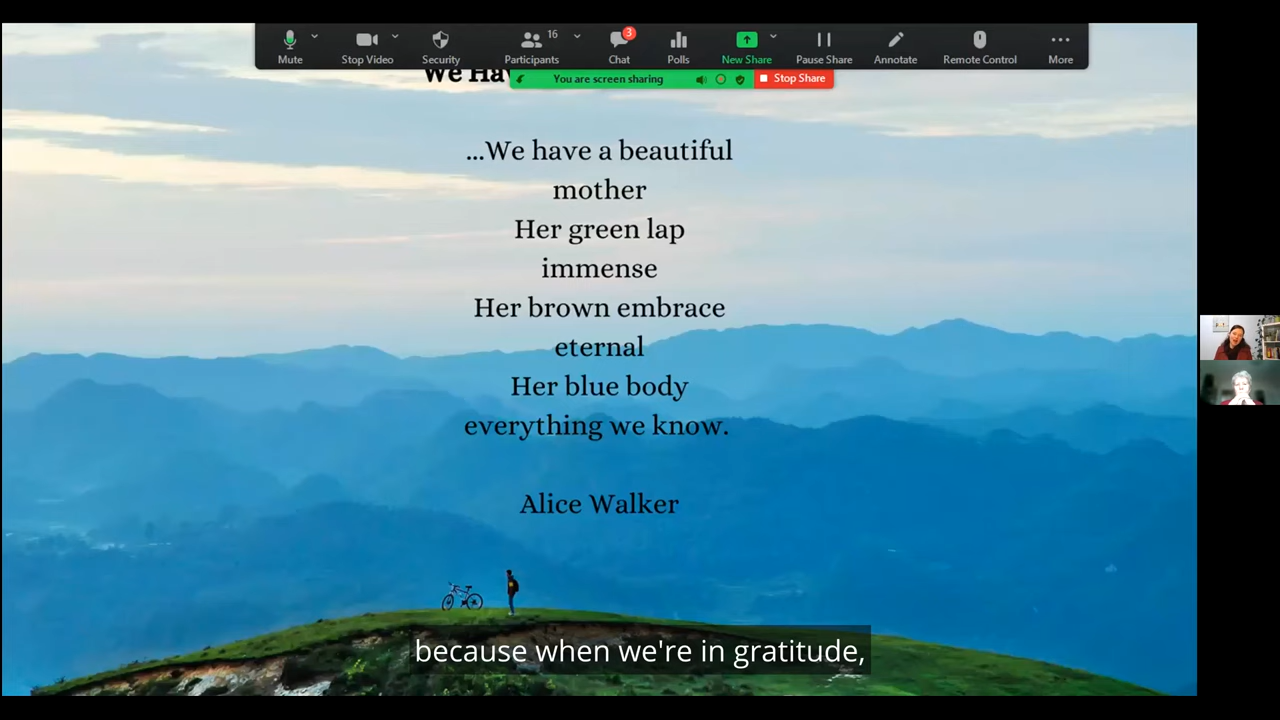 16
3
Mute
Stop Video
Security
Participants
Chat
Polls
New Share
Pause Share
Annotate
Remote Control
More
You are screen sharing
Stop Share
We
...We have a beautiful
mother
Her green lap
immense
Her brown embrace
eternal
Her blue body
everything we know.
Alice Walker
because when we're in gratitude,